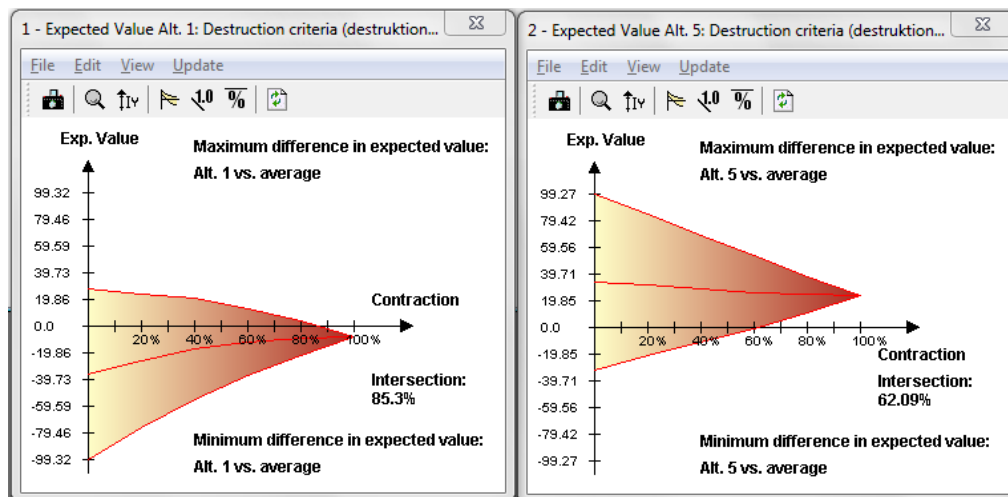 1 - Expected Value Alt. 1: Destruction criteria (destruktion...
File Edit View Update
1.0 %
Exp. Value
Maximum difference in expected value:
Alt. 1 vs. average
99.32
79.46
59.59
39.73
19.86
0.0
-19.86
-39.73
-59.59
-79.46
-99.32
20% 40% 60% 80% 100%
Contraction
Intersection:
85.3%
Minimum difference in expected value:
Alt. 1 vs. average
2 - Expected Value Alt. 5: Destruction criteria (destruktion...
File Edit View Update
1.0 %
Exp. Value
Maximum difference in expected value:
Alt. 5 vs. average
99.27
79.42
59.56
39.71
19.85
0.0
-19.85
-39.71
-59.56
-79.42
-99.27
20% 40% 60% 80% 100%
Contraction
Intersection:
62.09%
Minimum difference in expected value:
Alt. 5 vs. average